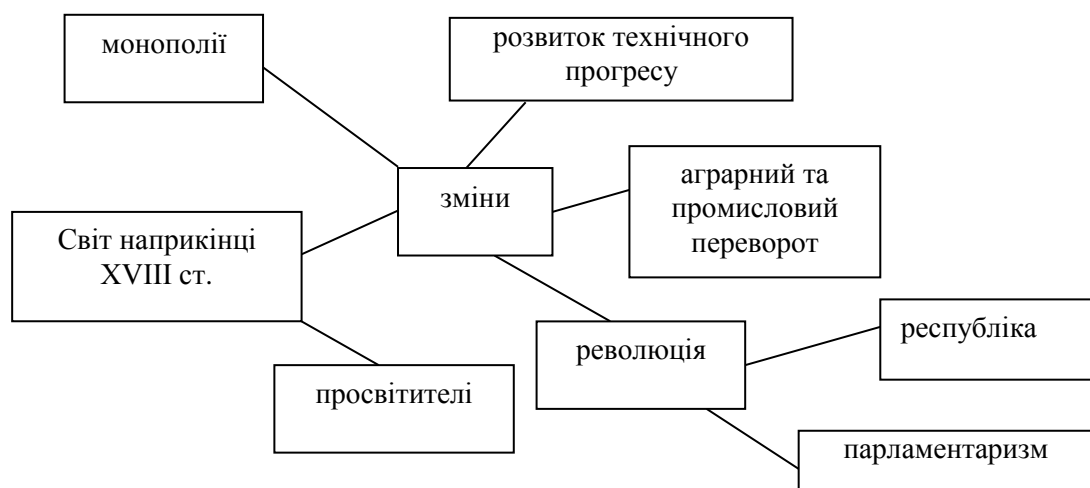 монополії
розвиток технічного
прогресу
зміни
аграрний та
промисловий
переворот
Світ наприкінці
XVIII ст.
революція
республіка
просвітителі
парламентаризм